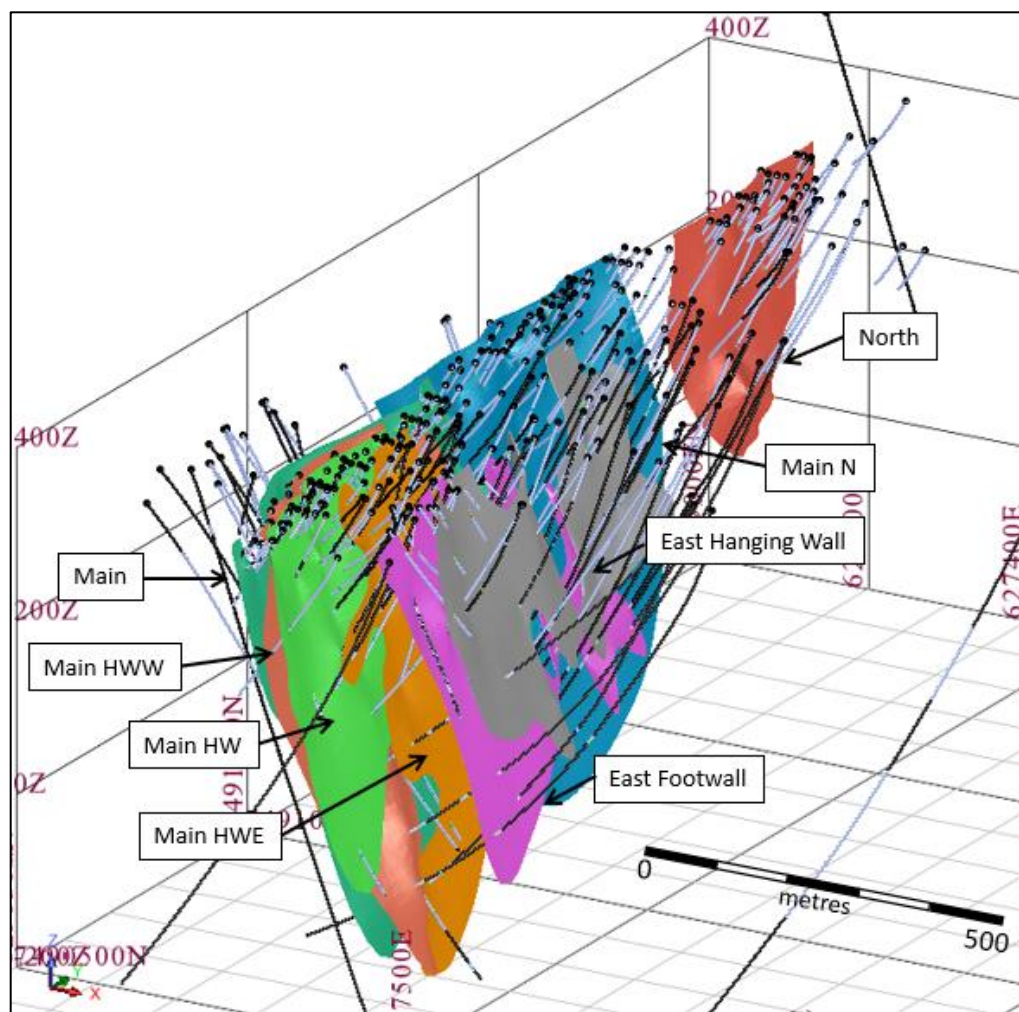 400Z
North
400Z
Main N
East Hanging Wall
627400E
Main
200Z
Main HWW
Main HW
0Z
East Footwall
Main HWE
0
metres
500
Z
Y
X